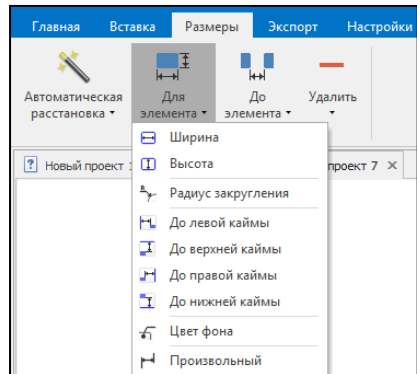 Главная Вставка Размеры Экспорт Настройки
Автоматическая расстановка
Для элемента
До элемента
Удалить
Новый проект 1
проект 7 ×
Ширина
Высота
Радиус закругления
До левой каймы
До верхней каймы
До правой каймы
До нижней каймы
Цвет фона
Произвольный